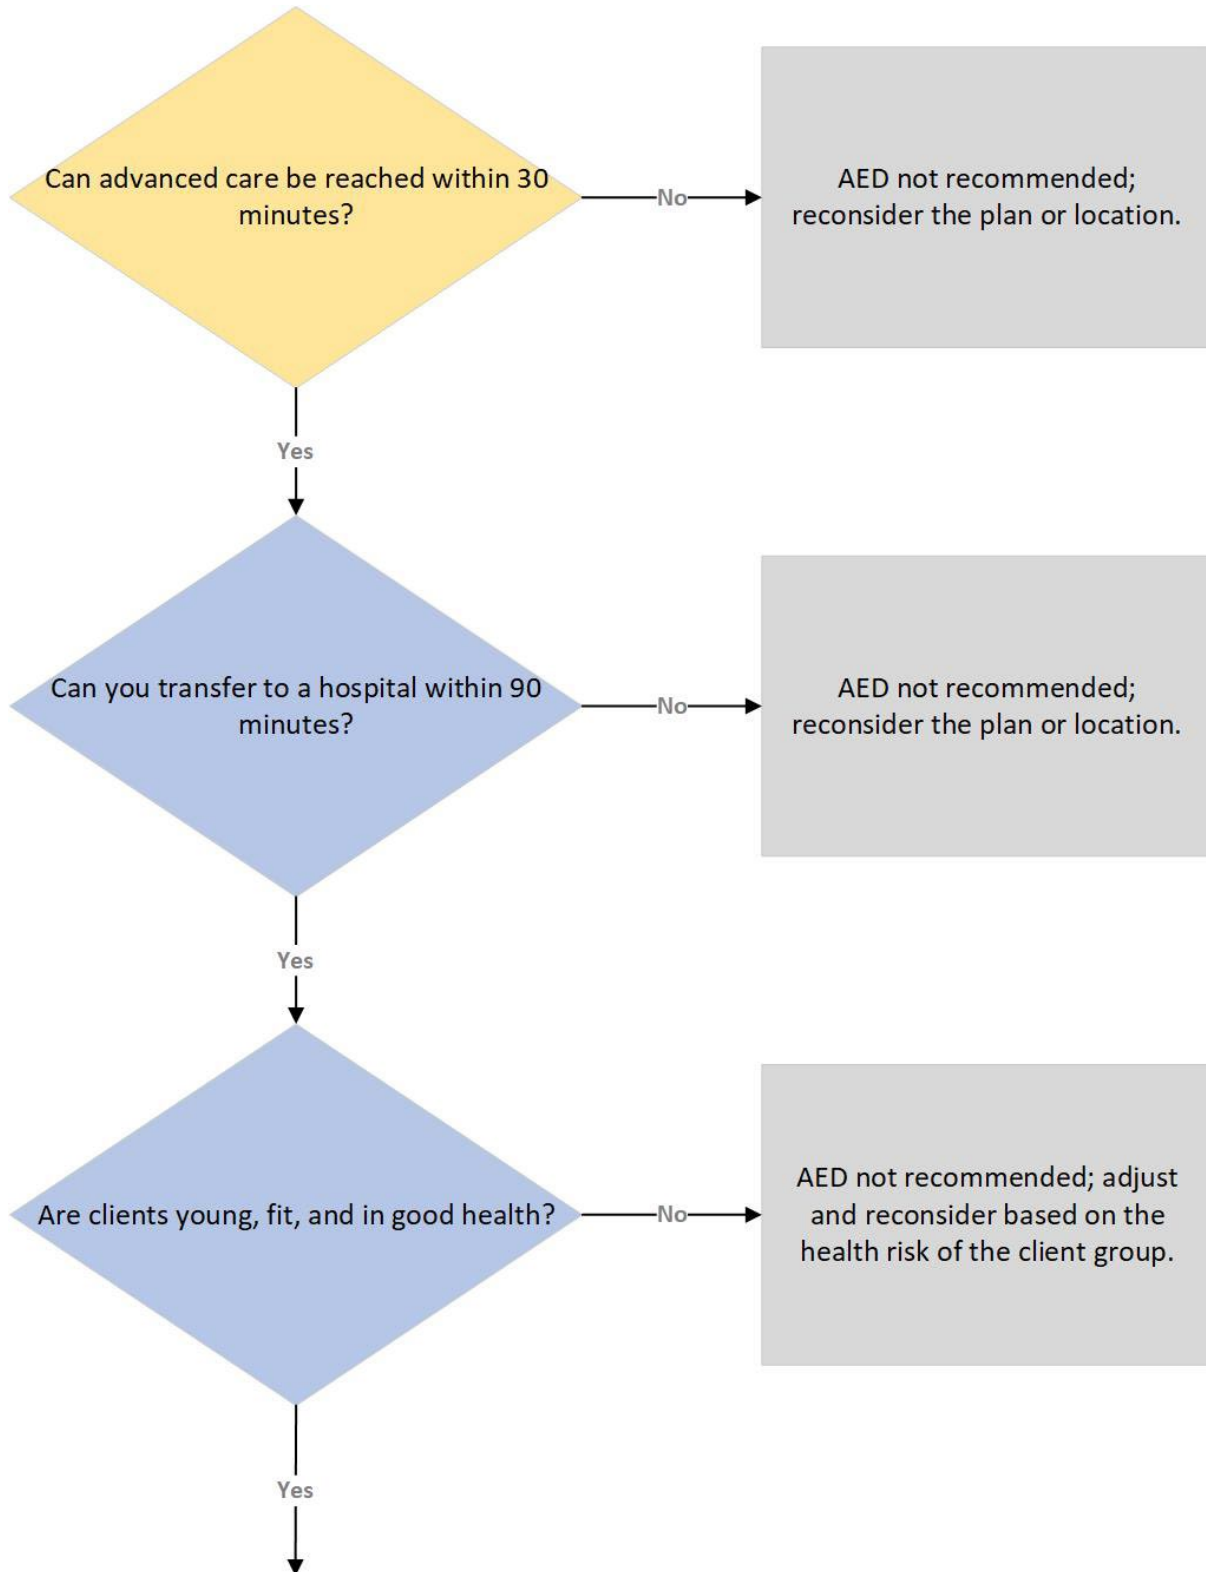 Can advanced care be reached within 30
minutes?
No
AED not recommended;
reconsider the plan or location.
Yes
Can you transfer to a hospital within 90
minutes?
No
AED not recommended;
reconsider the plan or location.
Yes
Are clients young, fit, and in good health?
No
AED not recommended; adjust
and reconsider based on the
health risk of the client group.
Yes